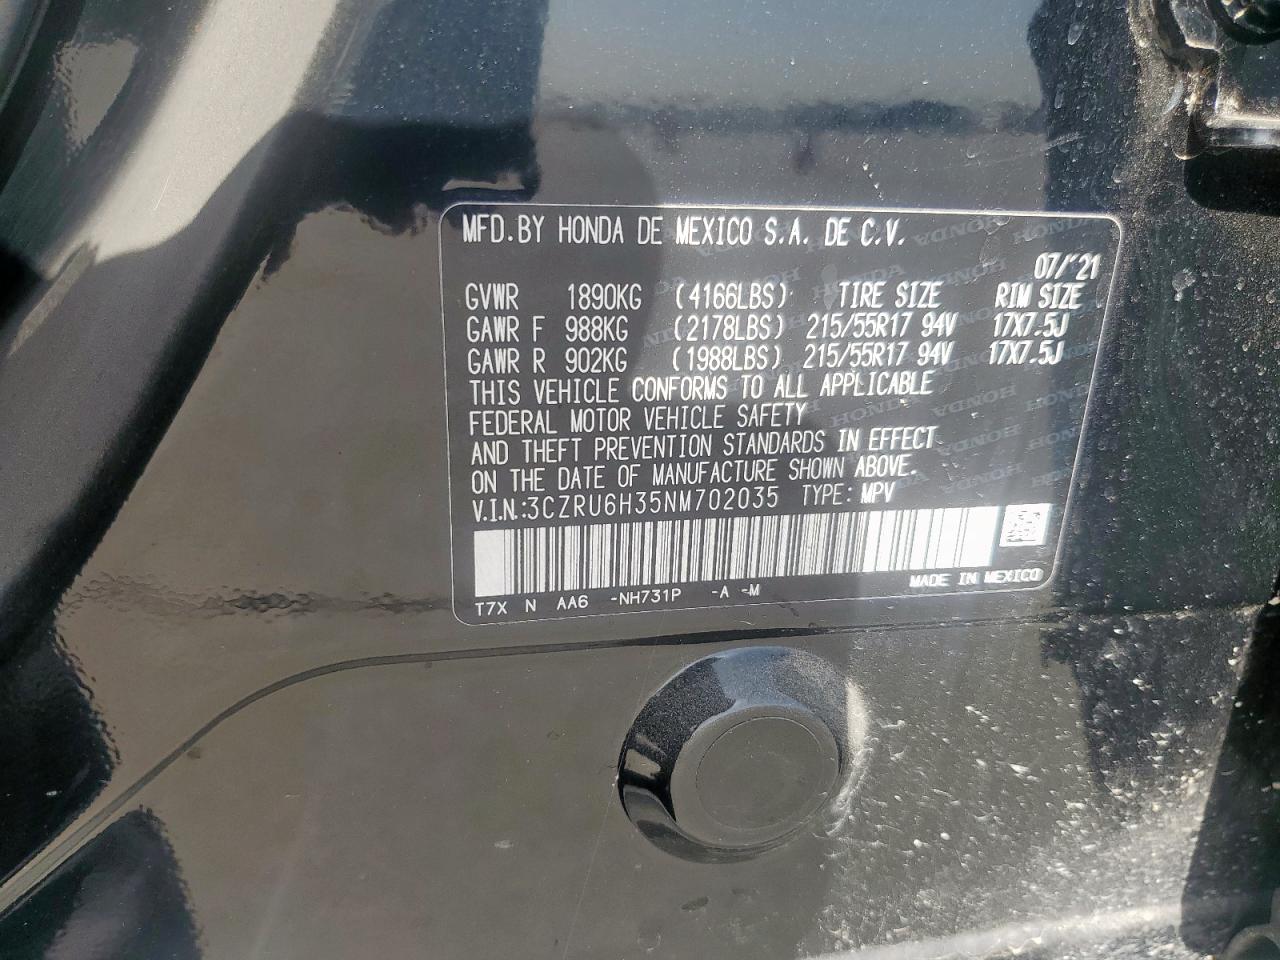 MFD.BY HONDA DE MEXICO S.A. DE C.V.
07/'21
GVWR 1890KG (4166LBS) TIRE SIZE RIM SIZE
GAWR F 988KG (2178LBS) 215/55R17 94V 17X7.5J
GAWR R 902KG (1988LBS) 215/55R17 94V 17X7.5J
THIS VEHICLE CONFORMS TO ALL APPLICABLE
FEDERAL MOTOR VEHICLE SAFETY
AND THEFT PREVENTION STANDARDS IN EFFECT
ON THE DATE OF MANUFACTURE SHOWN ABOVE.
V.I.N.:3CZRU6H35NM702035 TYPE: MPV
MADE IN MEXICO
T7X N AA6 -NH731P -A -M